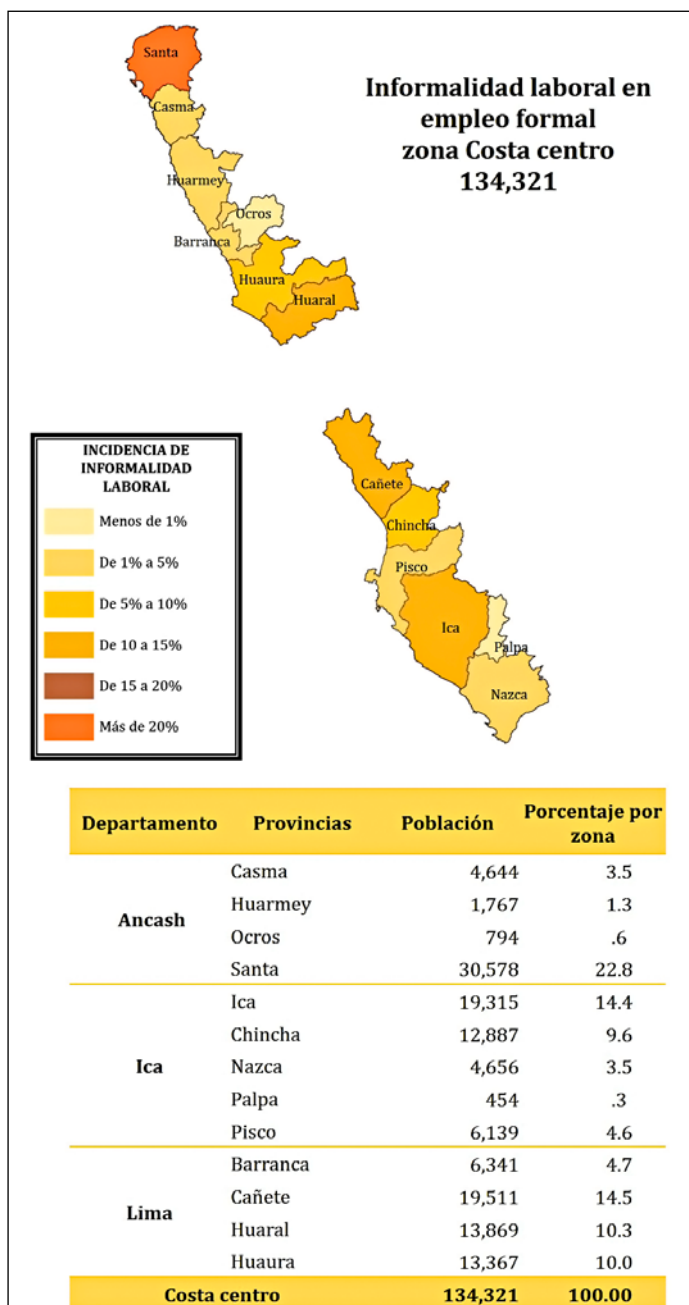 Informalidad laboral en
empleo formal
zona Costa centro
134,321
Santa
Casma
Huarmey
Ocros
Barranca
Huaura
Huaral
INCIDENCIA DE
INFORMALIDAD
LABORAL
Menos de 1%
De 1% a 5%
De 5% a 10%
De 10 a 15%
De 15 a 20%
Más de 20%
Cañete
Chincha
Pisco
Ica
Palpa
Nazca
Departamento Provincias Población Porcentaje por zona
Ancash
Casma 4,644 3.5
Huarmey 1,767 1.3
Ocros 794 .6
Santa 30,578 22.8
Ica
Ica 19,315 14.4
Chincha 12,887 9.6
Nazca 4,656 3.5
Palpa 454 .3
Pisco 6,139 4.6
Lima
Barranca 6,341 4.7
Cañete 19,511 14.5
Huaral 13,869 10.3
Huaura 13,367 10.0
Costa centro 134,321 100.00